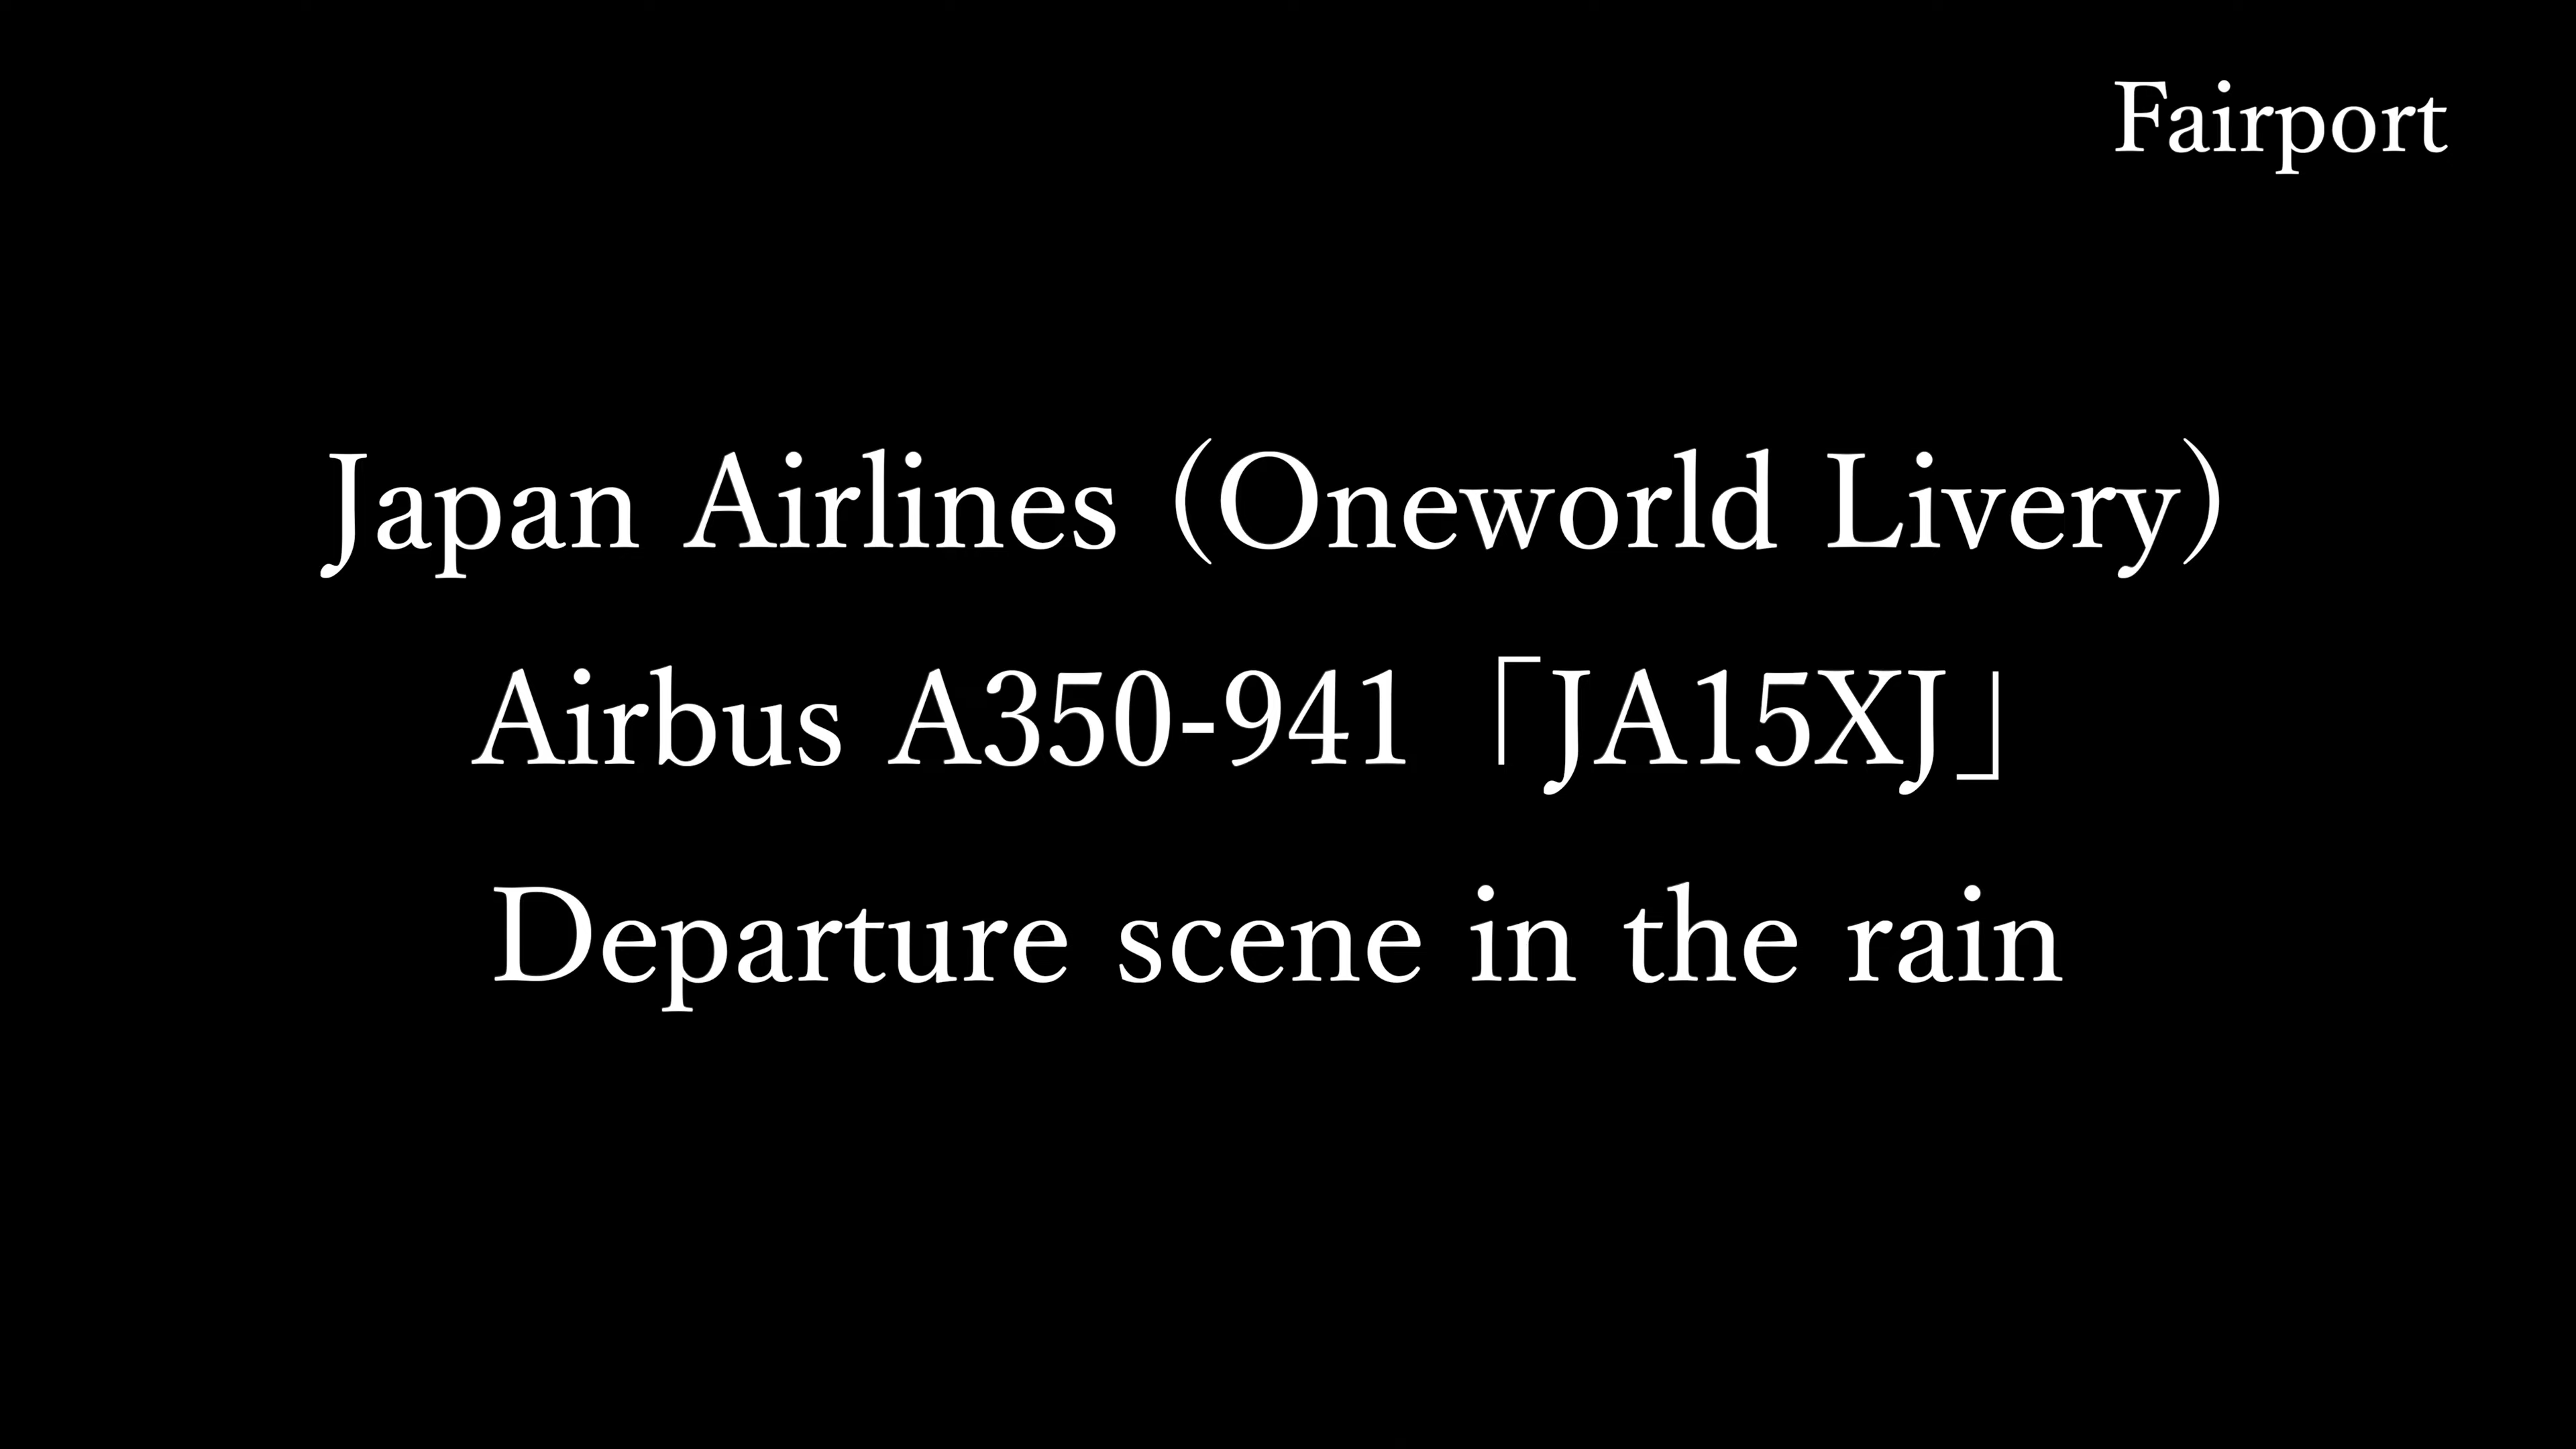 Fairport
Japan Airlines (Oneworld Livery)
Airbus A350-941「JA15XJ」
Departure scene in the rain